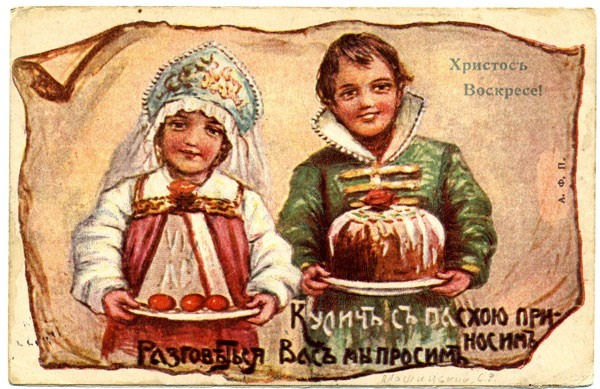 Христосъ
Воскресе!
А. Ф. П.
Куличъ съ пасхою при-
носимъ
Разговѣться Васъ мы просимъ